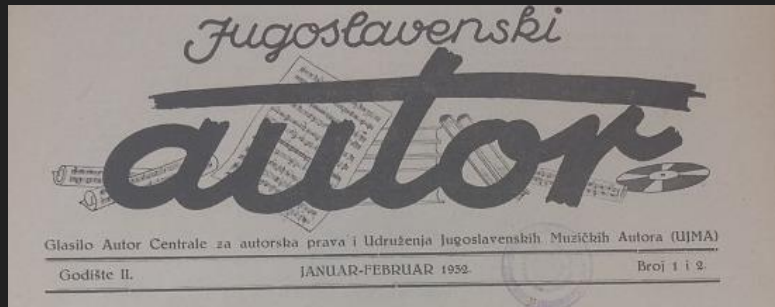 Jugoslavenski
autor
Glasilo Autor Centrale za autorska prava i Udruženja Jugoslavenskih Muzičkih Autora (UJMA)
Godište II. JANUAR-FEBRUAR 1932. Broj 1 i 2.